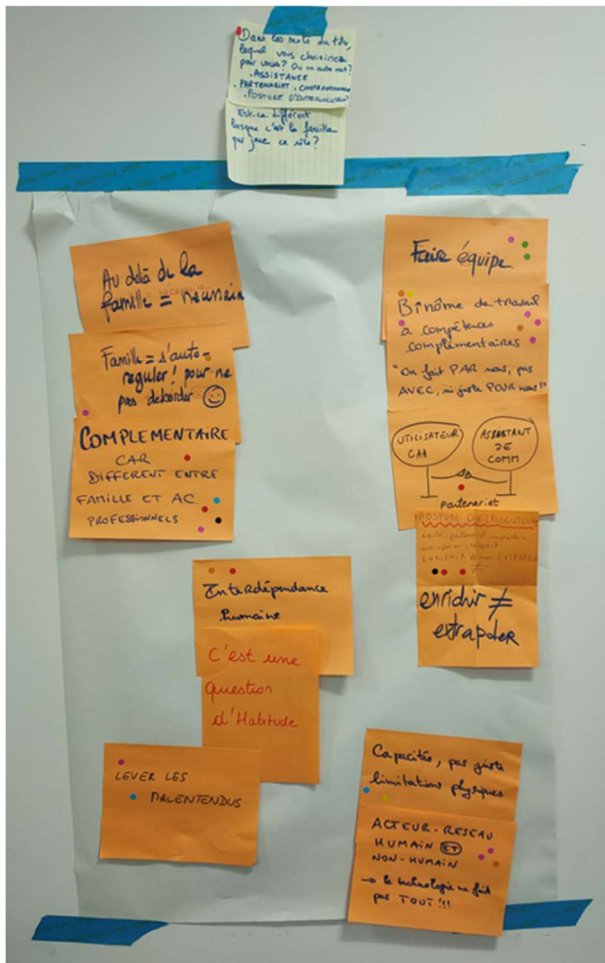 Dans les mots du titre,
lequel vous choisiriez
pour vous? Ou un autre mot?
. ASSISTANCE
. PARTENARIAT
. POSTURE D'INTERLOCUTEUR
Est-ce différent
lorsque c'est la famille
qui joue ce rôle?
Au delà de la
famille =
Famille = s'auto-
reguler! pour ne
pas deborder
COMPLEMENTAIRE
CAR
DIFFERENT ENTRE
FAMILLE ET AC
PROFESSIONNELS
Interdépendance
humaine
C'est une
Question
d'Habitude
LEVER LES
MALENTENDUS
Faire équipe
Binôme de travail
a compétences
complémentaires
"On fait PAR nous, pas
AVEC, ni juste POUR nous!"
UTILISATEUR
CAA
ASSISTANT
DE
COMM
partenariat
POSTURE D'INTERLOCUTEUR
enrichir ≠
extrapoler
Capacités, pas juste
limitations physiques
ACTEUR-RESEAU
HUMAIN ET
NON-HUMAIN
→ la technologie ne fait
pas TOUT!!!